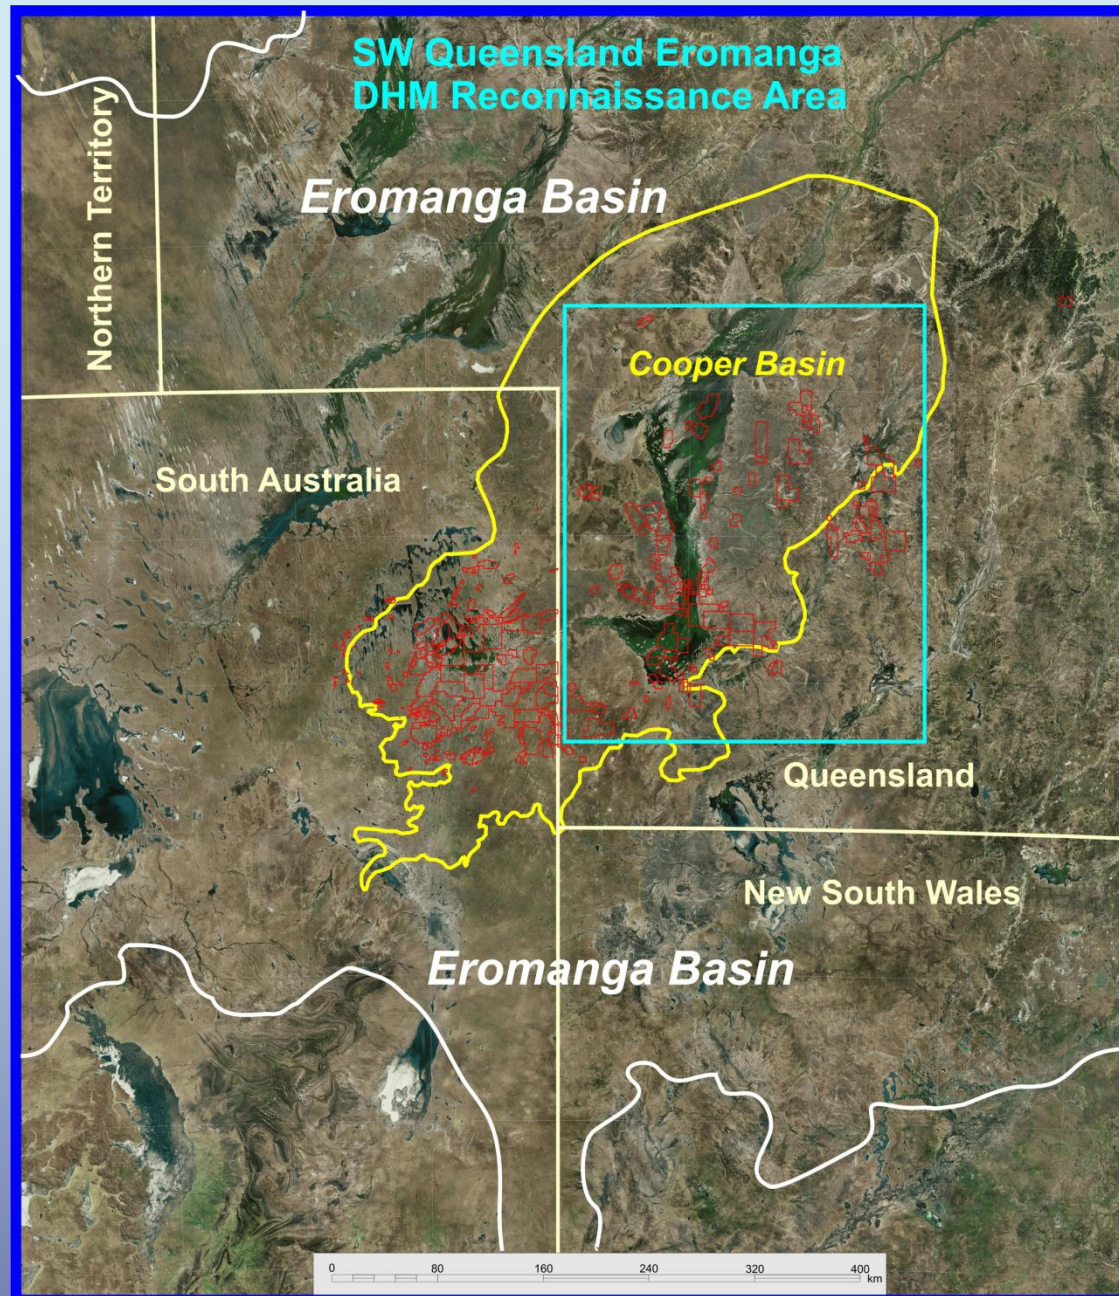 SW Queensland Eromanga
DHM Reconnaissance Area
Northern Territory
Eromanga Basin
Cooper Basin
South Australia
Queensland
New South Wales
Eromanga Basin
0 80 160 240 320 400
km